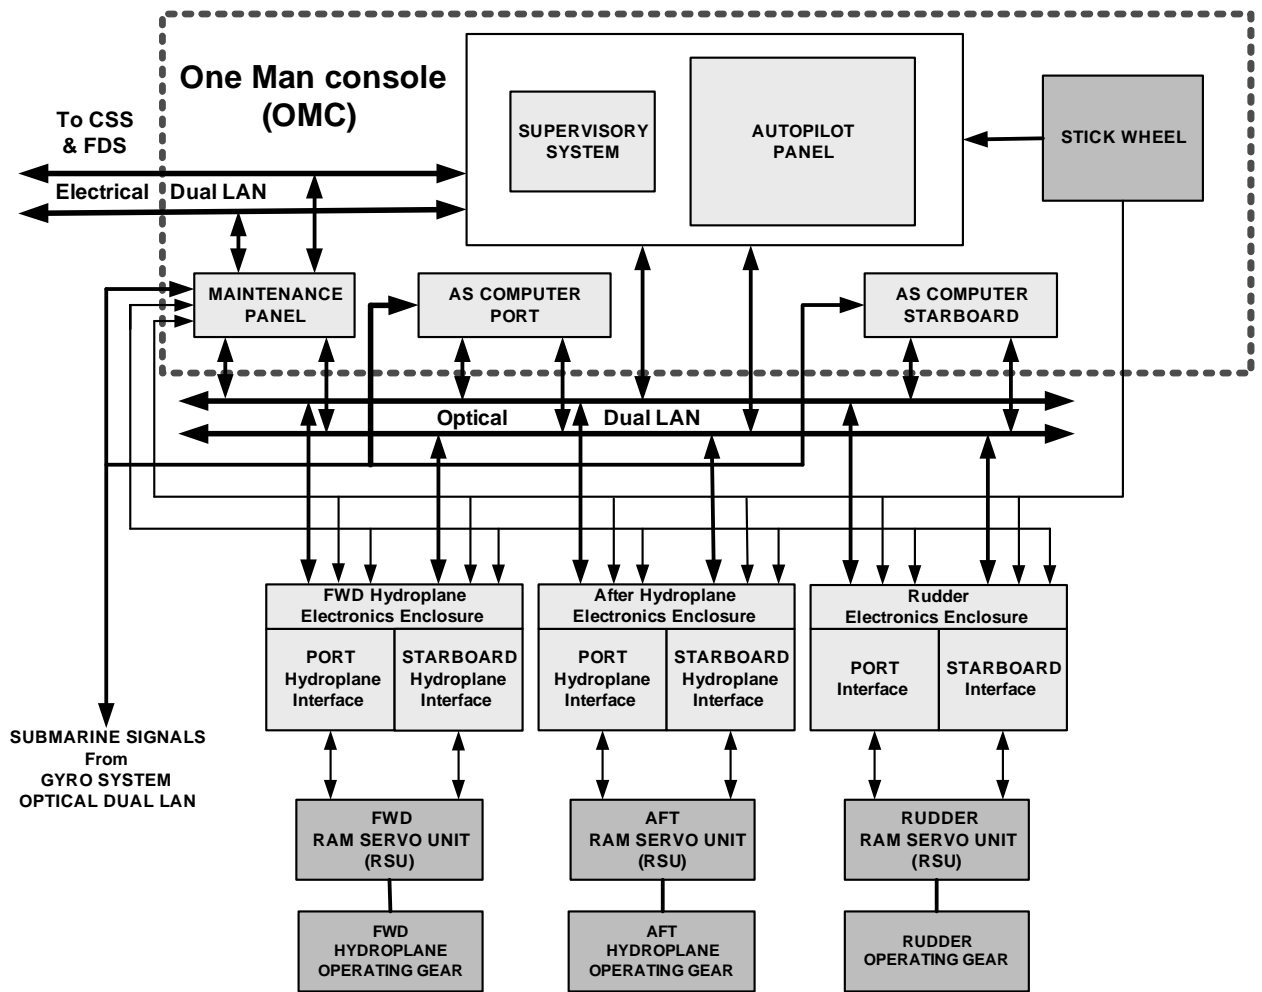 One Man console
(OMC)
To CSS
& FDS
Electrical Dual LAN
SUPERVISORY
SYSTEM
AUTOPILOT
PANEL
STICK WHEEL
MAINTENANCE
PANEL
AS COMPUTER
PORT
AS COMPUTER
STARBOARD
Optical Dual LAN
FWD Hydroplane
Electronics Enclosure
PORT
Hydroplane
Interface
STARBOARD
Hydroplane
Interface
After Hydroplane
Electronics Enclosure
PORT
Hydroplane
Interface
STARBOARD
Hydroplane
Interface
Rudder
Electronics Enclosure
PORT
Interface
STARBOARD
Interface
SUBMARINE SIGNALS
From
GYRO SYSTEM
OPTICAL DUAL LAN
FWD
RAM SERVO UNIT
(RSU)
AFT
RAM SERVO UNIT
(RSU)
RUDDER
RAM SERVO UNIT
(RSU)
FWD
HYDROPLANE
OPERATING GEAR
AFT
HYDROPLANE
OPERATING GEAR
RUDDER
OPERATING GEAR